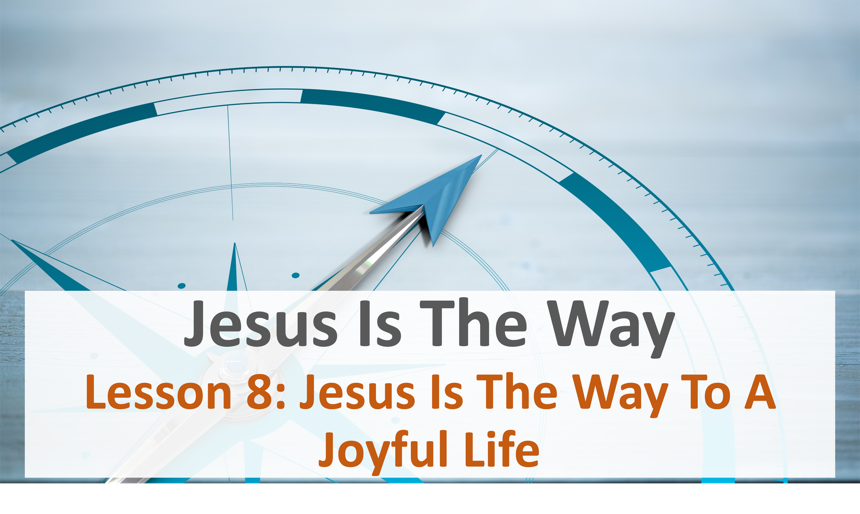 Jesus Is The Way
Lesson 8: Jesus Is The Way To A
Joyful Life